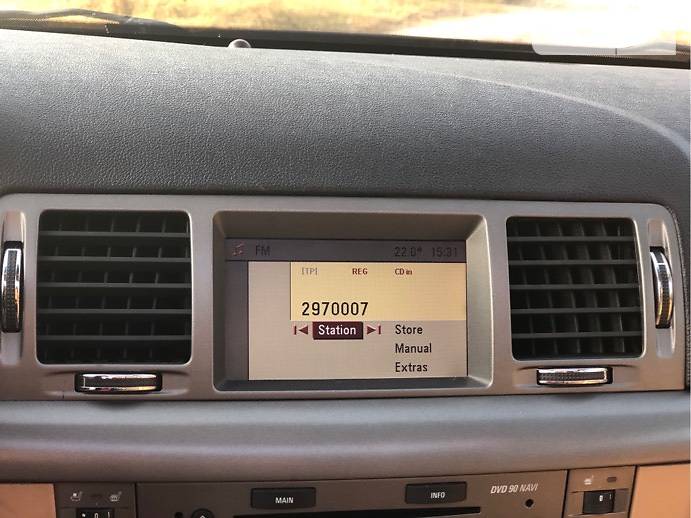 FM 22.0° 15:31
[TP] REG CD in
2970007
Station Store
Manual
Extras
MAIN INFO DVD 90 NAVI